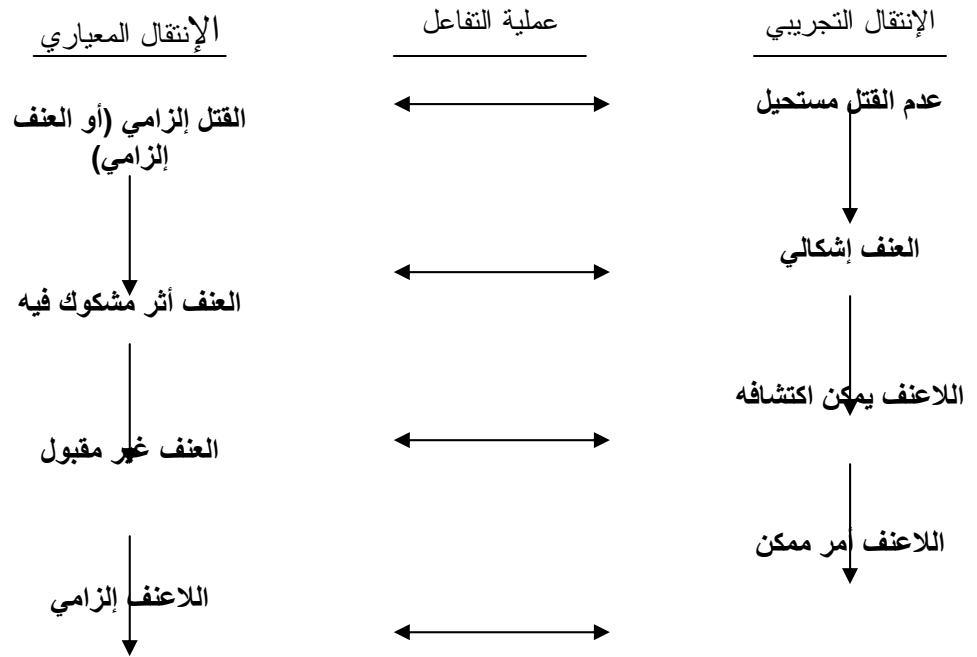 الإنتقال التجريبي
عملية التفاعل
الإنتقال المعياري
عدم القتل مستحيل
القتل إلزامي (أو العنف
إلزامي)
العنف إشكالي
العنف أثر مشكوك فيه
اللاعنف يمكن اكتشافه
العنف غير مقبول
اللاعنف أمر ممكن
اللاعنف إلزامي